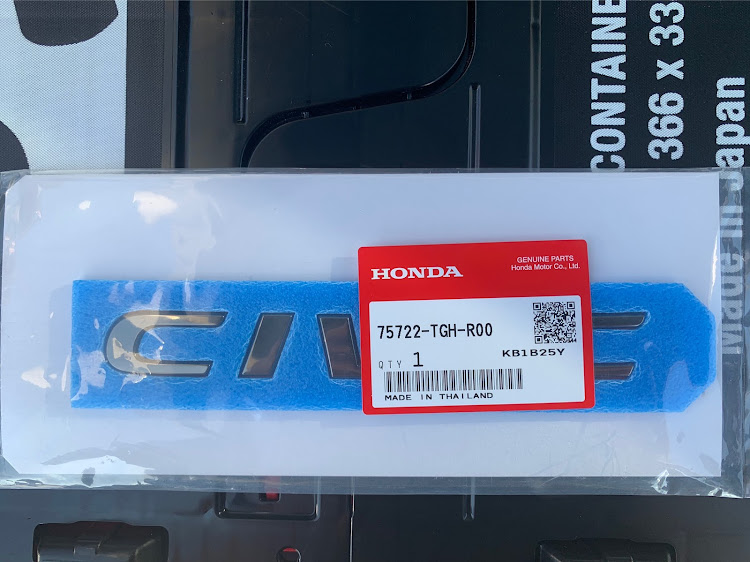 CONTAINE
366 x 33
Made in Japan
HONDA
GENUINE PARTS
Honda Motor Co., Ltd.
75722-TGH-R00
QTY 1
KB1B25Y
MADE IN THAILAND
CIVIC